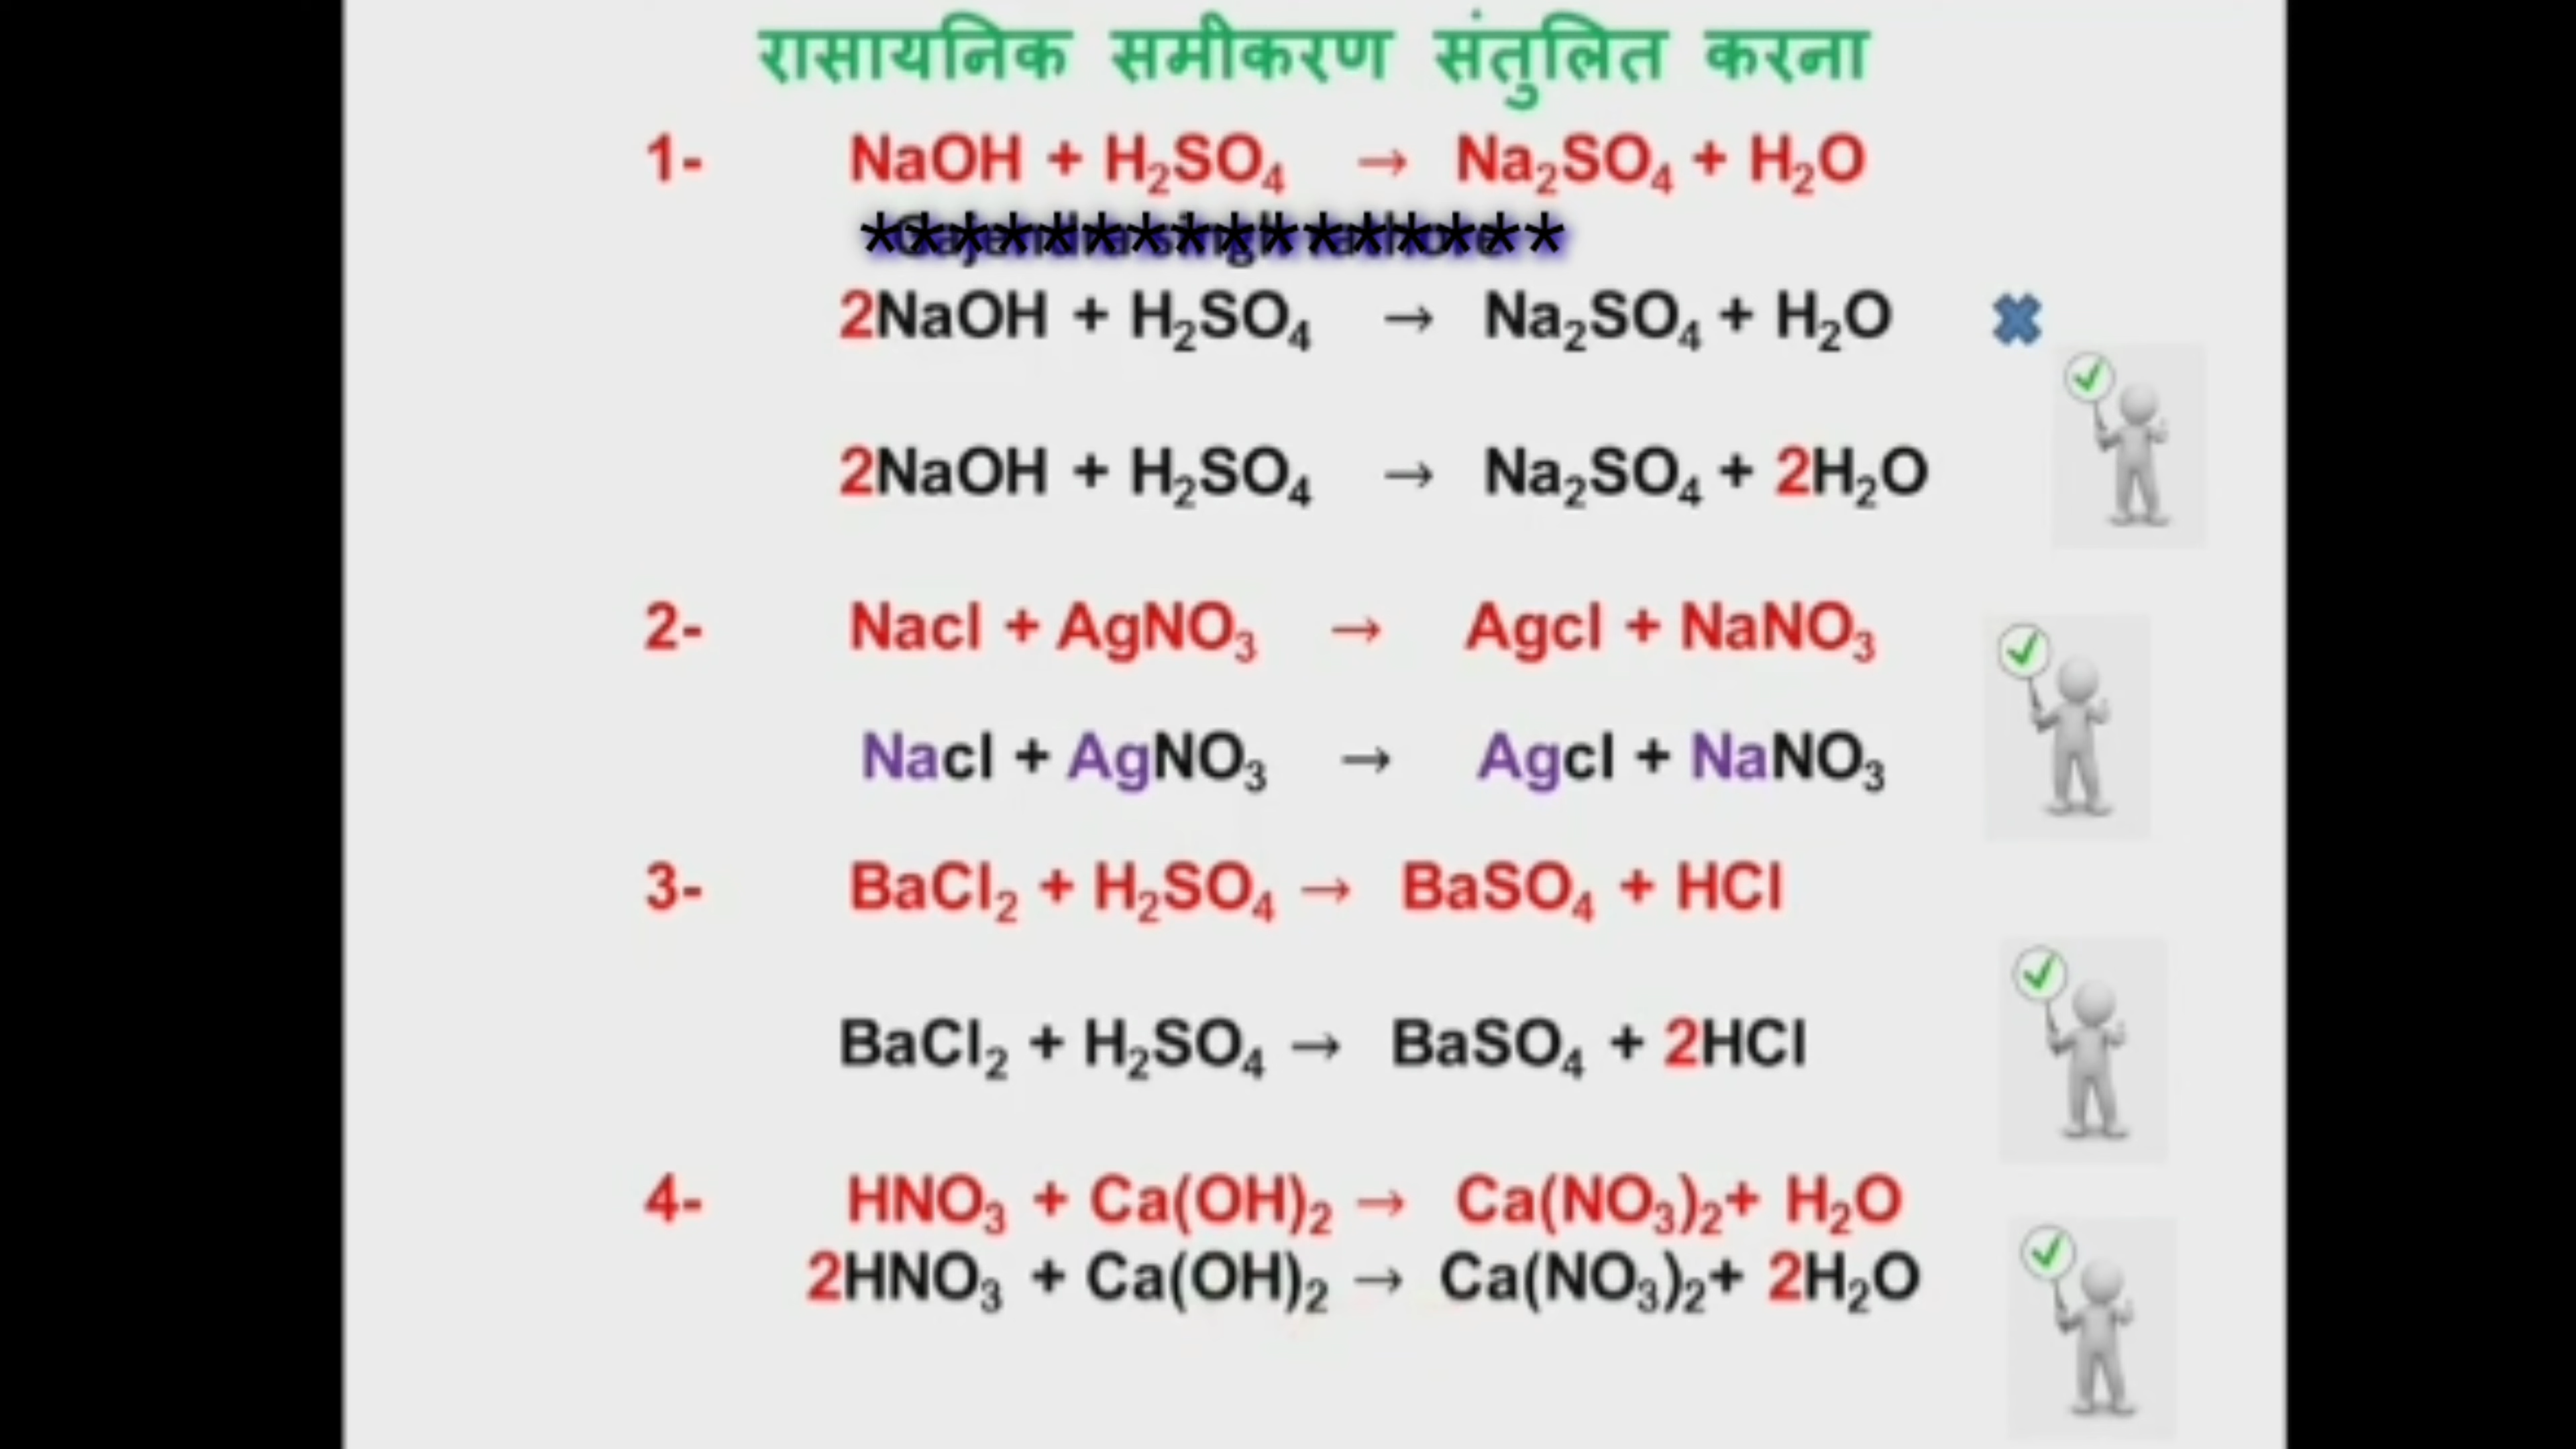 रासायनिक समीकरण संतुलित करना
1- NaOH + H₂SO₄ → Na₂SO₄ + H₂O
2NaOH + H₂SO₄ → Na₂SO₄ + H₂O
2NaOH + H₂SO₄ → Na₂SO₄ + 2H₂O
2- Nacl + AgNO₃ → Agcl + NaNO₃
Nacl + AgNO₃ → Agcl + NaNO₃
3- BaCl₂ + H₂SO₄ → BaSO₄ + HCl
BaCl₂ + H₂SO₄ → BaSO₄ + 2HCl
4- HNO₃ + Ca(OH)₂ → Ca(NO₃)₂+ H₂O
2HNO₃ + Ca(OH)₂ → Ca(NO₃)₂+ 2H₂O